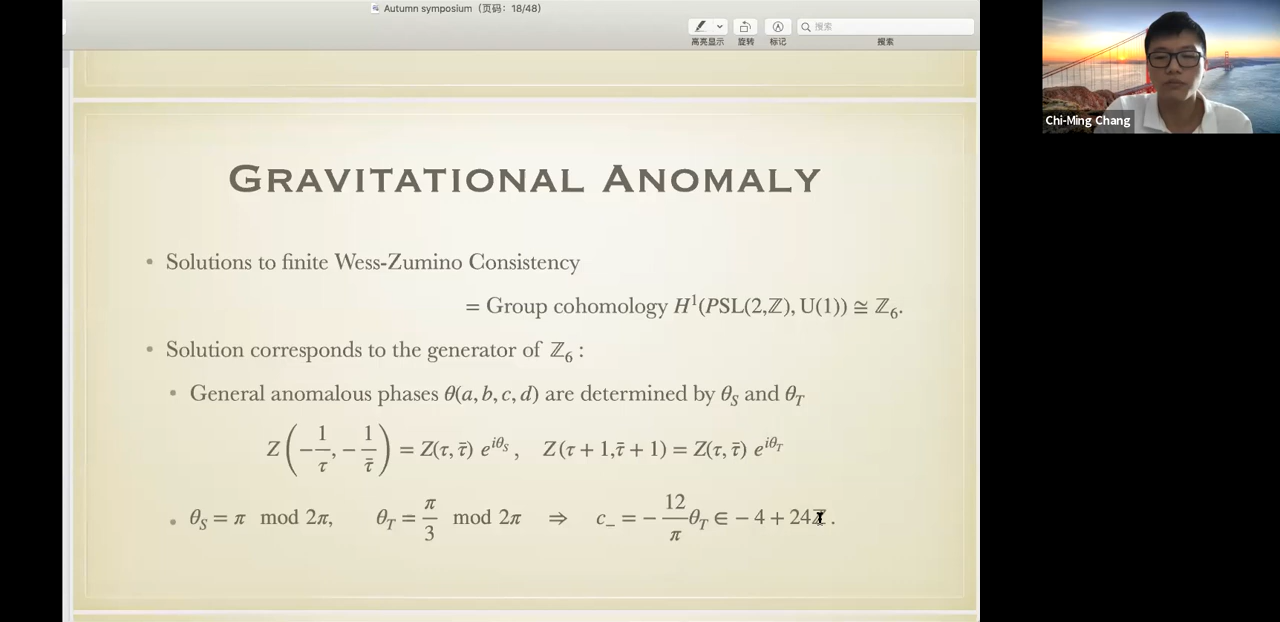 Autumn symposium (页码：18/48)
搜索
高亮显示 旋转 标记 搜索
Chi-Ming Chang
GRAVITATIONAL ANOMALY
• Solutions to finite Wess-Zumino Consistency
= Group cohomology H¹(PSL(2,ℤ), U(1)) ≅ ℤ₆.
• Solution corresponds to the generator of ℤ₆ :
• General anomalous phases θ(a, b, c, d) are determined by θ_S and θ_T
Z(−1/τ, −1/τ̄) = Z(τ, τ̄) e^{iθ_S} , Z(τ + 1,τ̄ + 1) = Z(τ, τ̄) e^{iθ_T}
• θ_S = π mod 2π, θ_T = π/3 mod 2π ⇒ c_− = −12/π θ_T ∈ − 4 + 24ℤ .